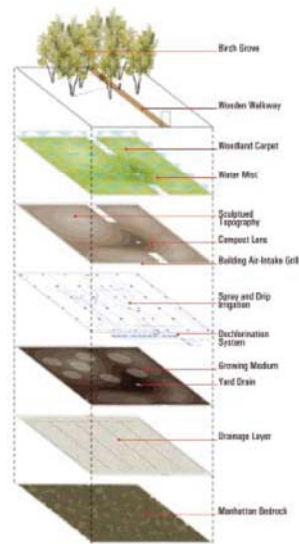 Birch Grove
Wooden Walkway
Woodland Carpet
Water Mist
Sculptued
Topography
Compost Lens
Building Air-Intake Grill
Spray and Drip
Irrigation
Dechlorination
System
Growing Medium
Yard Drain
Drainage Layer
Manhattan Bedrock